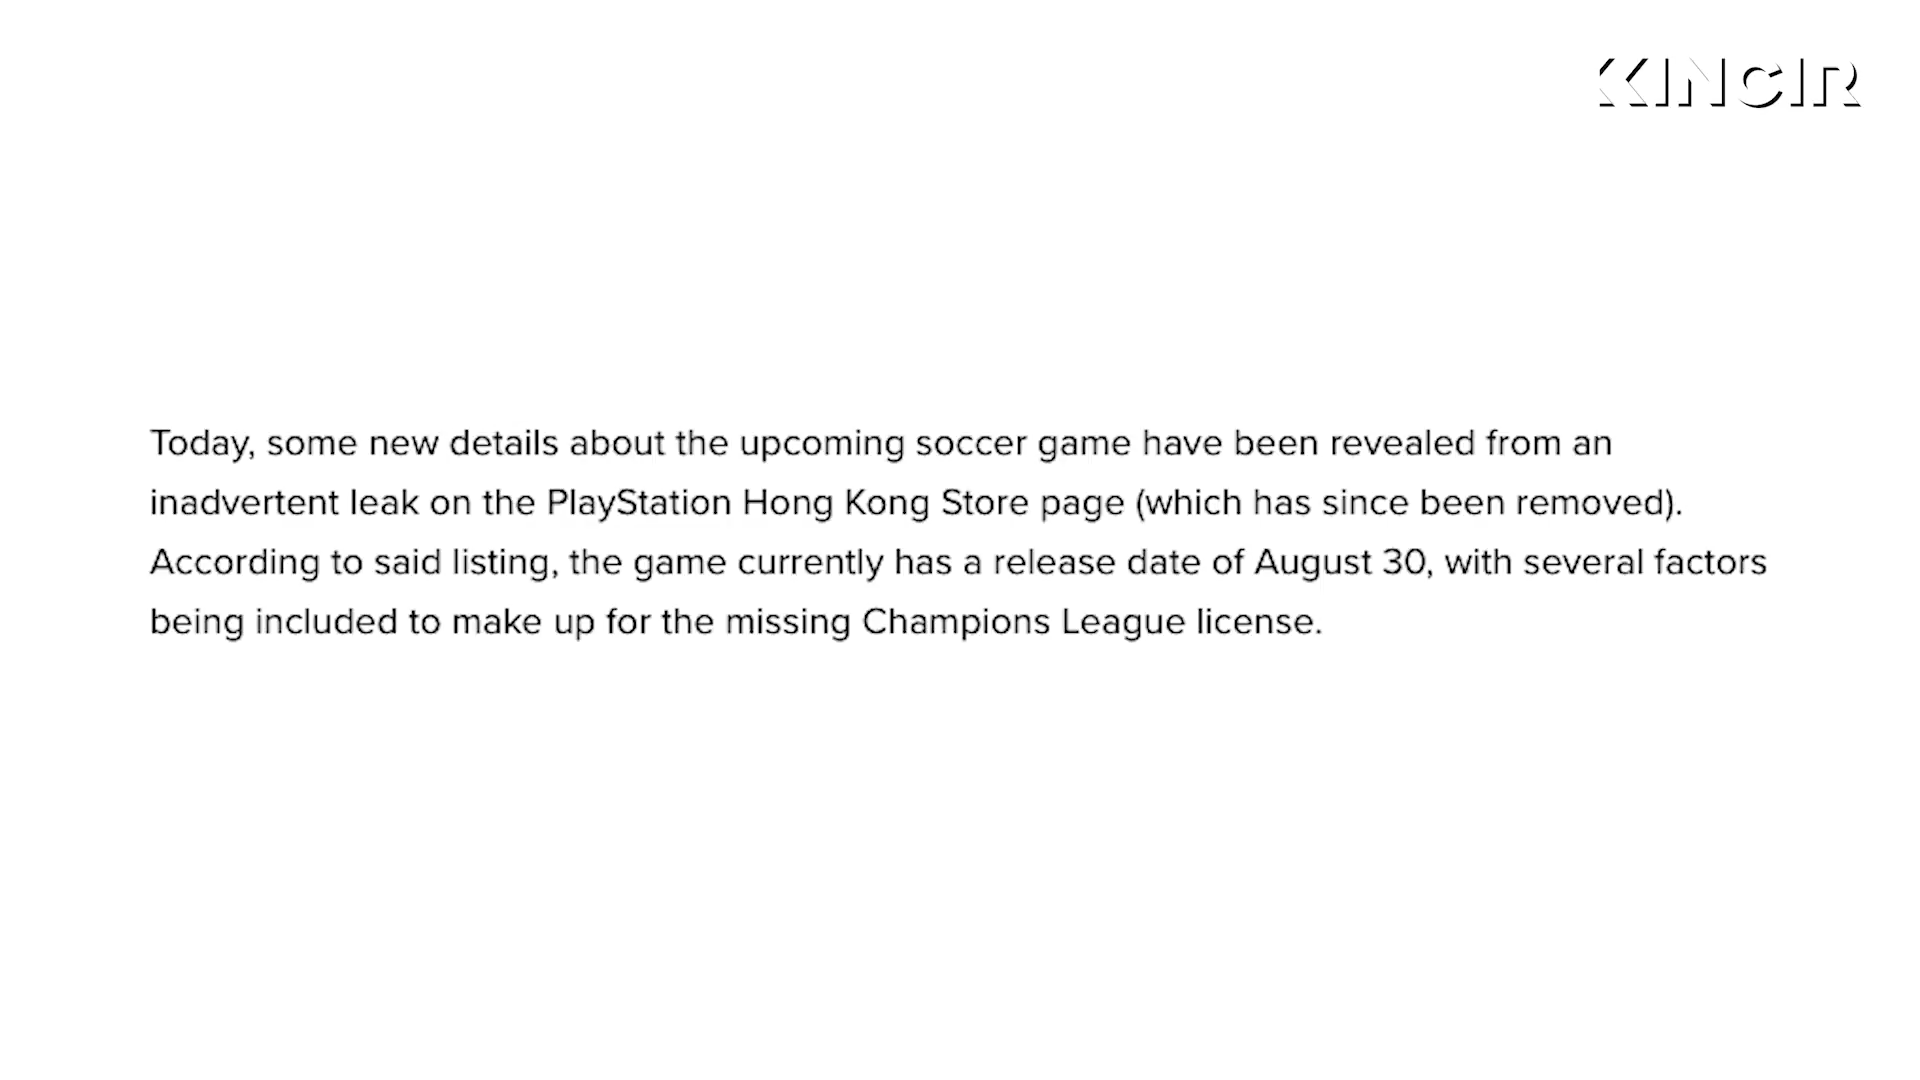 KINCIR
Today, some new details about the upcoming soccer game have been revealed from an
inadvertent leak on the PlayStation Hong Kong Store page (which has since been removed).
According to said listing, the game currently has a release date of August 30, with several factors
being included to make up for the missing Champions League license.